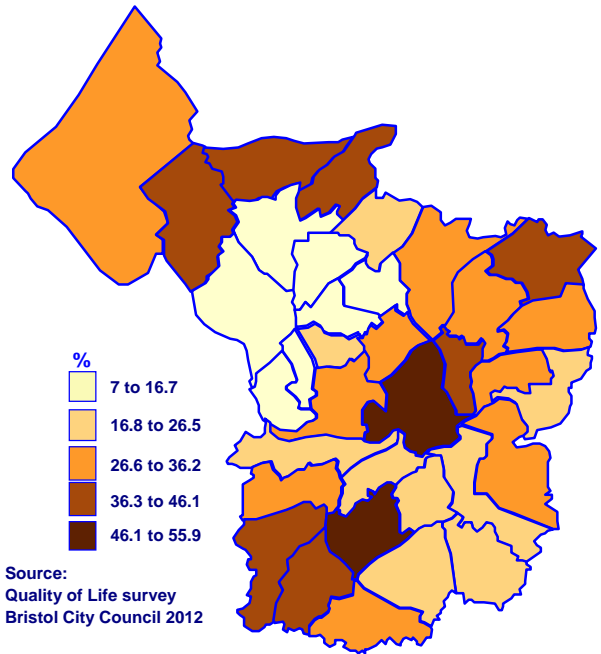 %
7 to 16.7
16.8 to 26.5
26.6 to 36.2
36.3 to 46.1
46.1 to 55.9
Source:
Quality of Life survey
Bristol City Council 2012